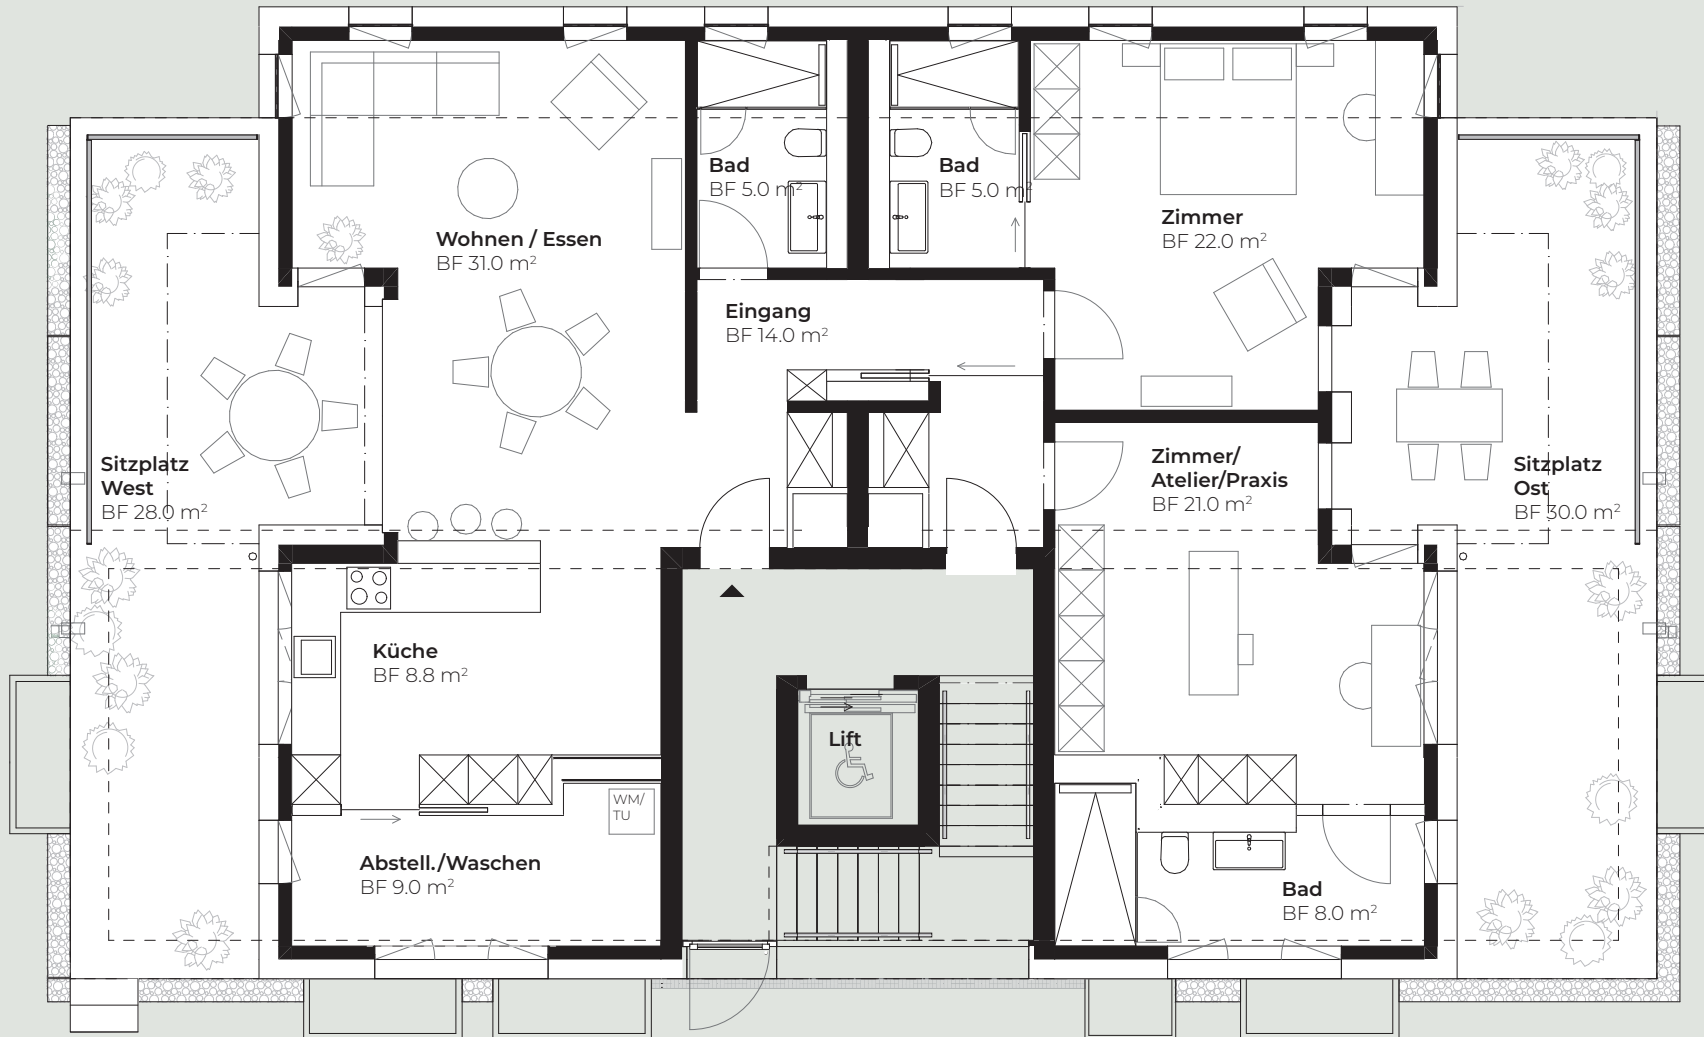 Bad
BF 5.0 m²
Bad
BF 5.0 m²
Zimmer
BF 22.0 m²
Wohnen / Essen
BF 31.0 m²
Eingang
BF 14.0 m²
Sitzplatz
West
BF 28.0 m²
Zimmer/
Atelier/Praxis
BF 21.0 m²
Sitzplatz
Ost
BF 30.0 m²
Küche
BF 8.8 m²
Lift
WM/
TU
Abstell./Waschen
BF 9.0 m²
Bad
BF 8.0 m²